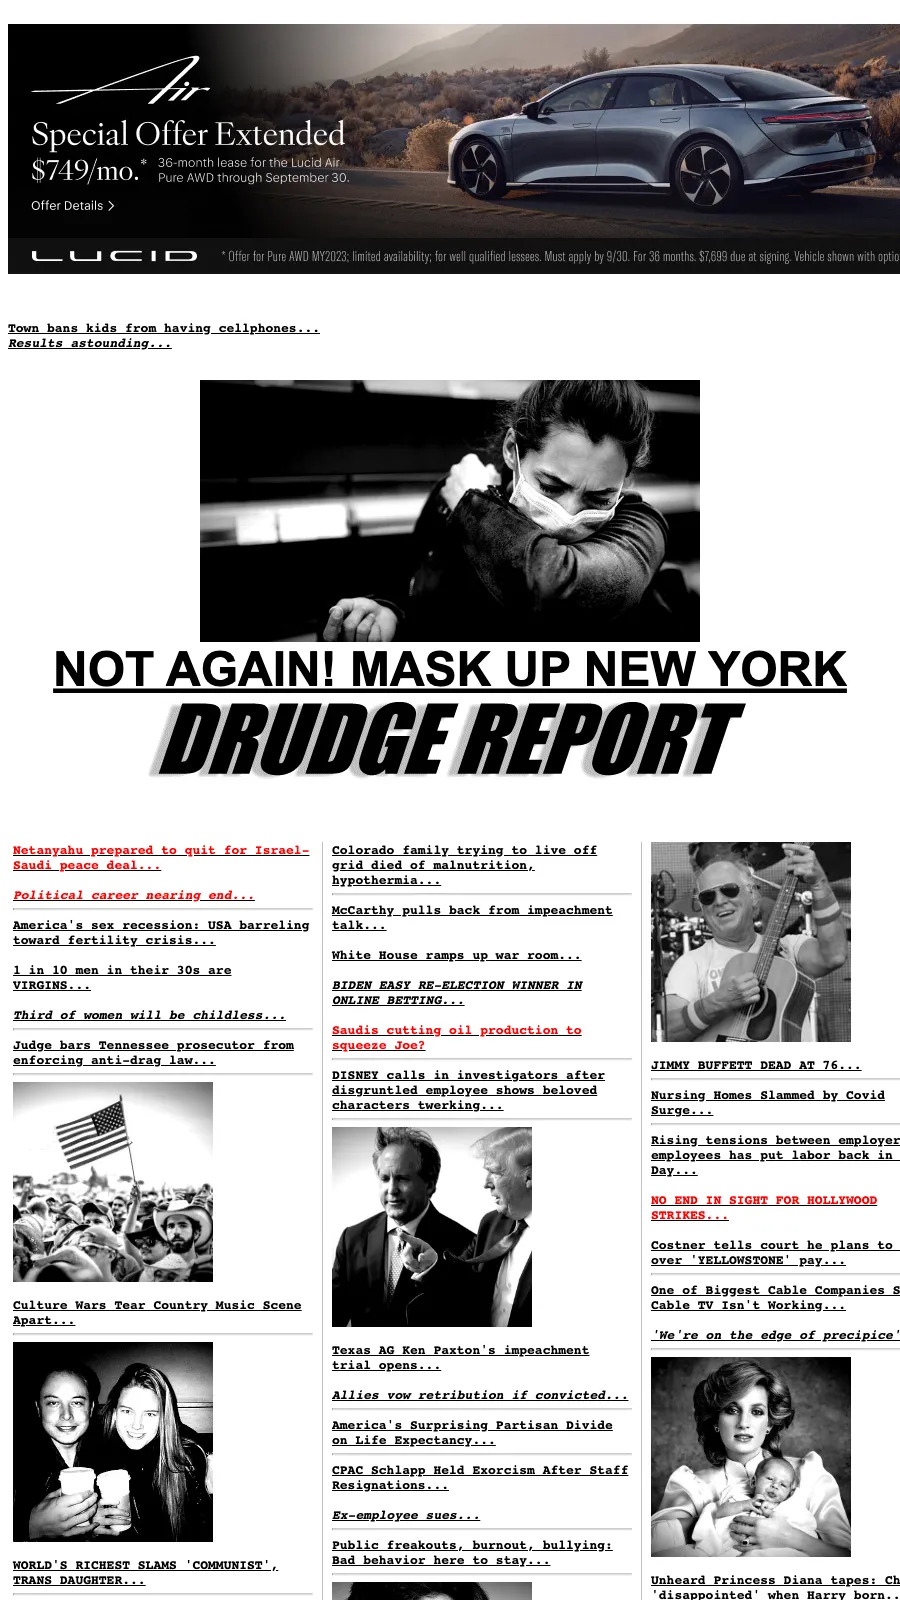 Air
Special Offer Extended
$749/mo.* 36-month lease for the Lucid Air
Pure AWD through September 30.
Offer Details >
LUCID * Offer for Pure AWD MY2023; limited availability; for well qualified lessees. Must apply by 9/30. For 36 months. $7,699 due at signing. Vehicle shown with optio
Town bans kids from having cellphones...
Results astounding...
NOT AGAIN! MASK UP NEW YORK
DRUDGE REPORT
Netanyahu prepared to quit for Israel-
Saudi peace deal...
Political career nearing end...
America's sex recession: USA barreling
toward fertility crisis...
1 in 10 men in their 30s are
VIRGINS...
Third of women will be childless...
Judge bars Tennessee prosecutor from
enforcing anti-drag law...
Culture Wars Tear Country Music Scene
Apart...
WORLD'S RICHEST SLAMS 'COMMUNIST',
TRANS DAUGHTER...
Colorado family trying to live off
grid died of malnutrition,
hypothermia...
McCarthy pulls back from impeachment
talk...
White House ramps up war room...
BIDEN EASY RE-ELECTION WINNER IN
ONLINE BETTING...
Saudis cutting oil production to
squeeze Joe?
DISNEY calls in investigators after
disgruntled employee shows beloved
characters twerking...
Texas AG Ken Paxton's impeachment
trial opens...
Allies vow retribution if convicted...
America's Surprising Partisan Divide
on Life Expectancy...
CPAC Schlapp Held Exorcism After Staff
Resignations...
Ex-employee sues...
Public freakouts, burnout, bullying:
Bad behavior here to stay...
JIMMY BUFFETT DEAD AT 76...
Nursing Homes Slammed by Covid
Surge...
Rising tensions between employer
employees has put labor back in
Day...
NO END IN SIGHT FOR HOLLYWOOD
STRIKES...
Costner tells court he plans to
over 'YELLOWSTONE' pay...
One of Biggest Cable Companies S
Cable TV Isn't Working...
'We're on the edge of precipice'
Unheard Princess Diana tapes: Ch
'disappointed' when Harry born..